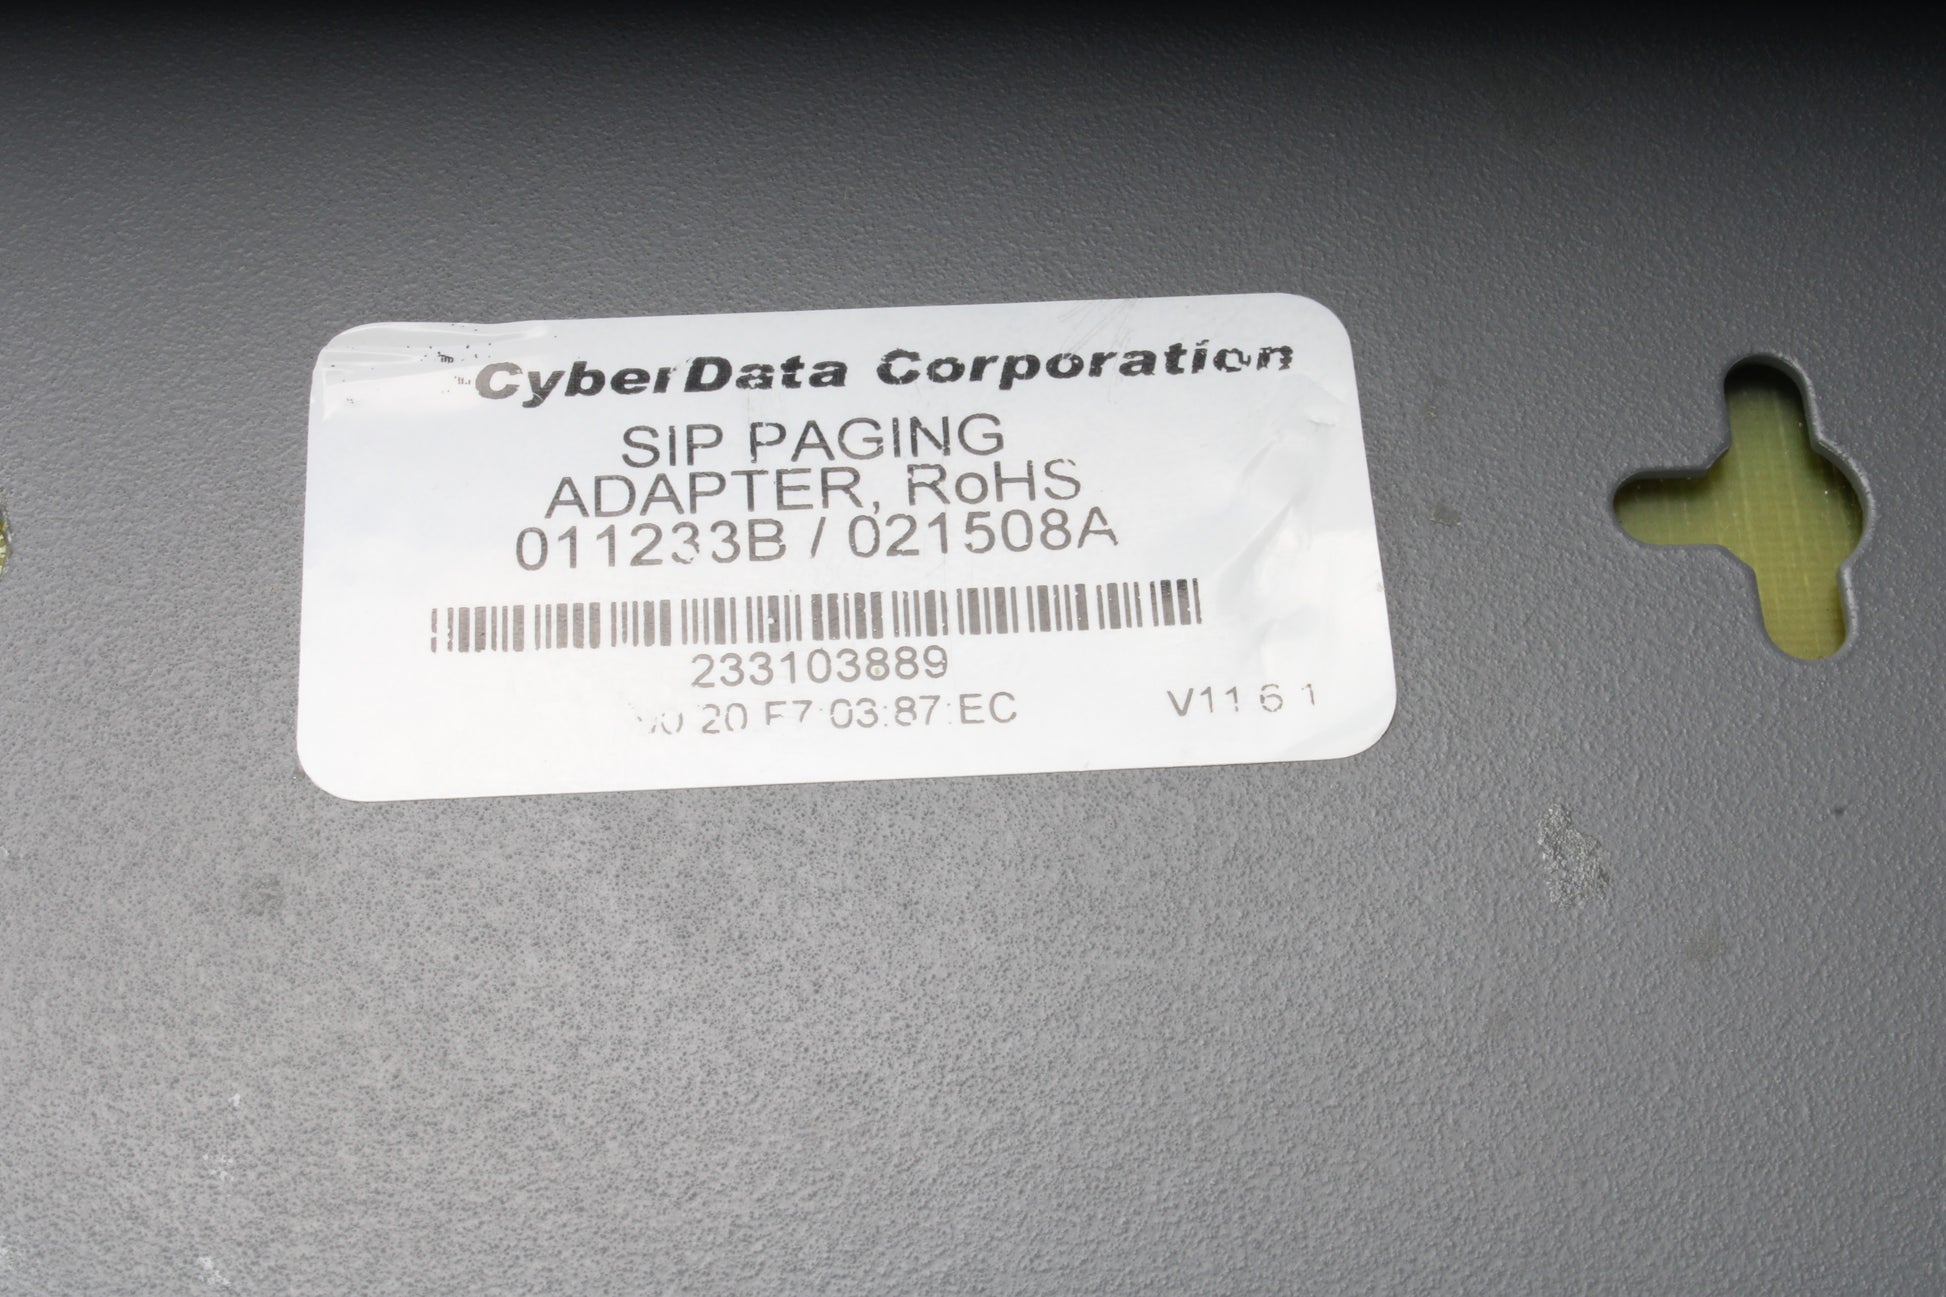 CyberData Corporation
SIP PAGING
ADAPTER, RoHS
011233B / 021508A
233103889
20 F7:03:87:EC
V11 6 1